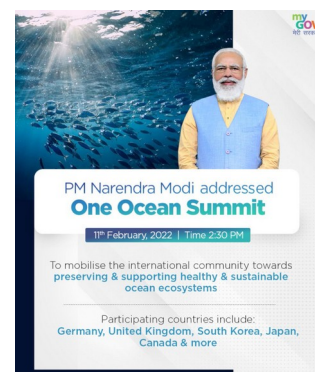 my
GOV
मेरी सरकार
PM Narendra Modi addressed
One Ocean Summit
11th February, 2022 | Time 2:30 PM
To mobilise the international community towards
preserving & supporting healthy & sustainable
ocean ecosystems
Participating countries include:
Germany, United Kingdom, South Korea, Japan,
Canada & more